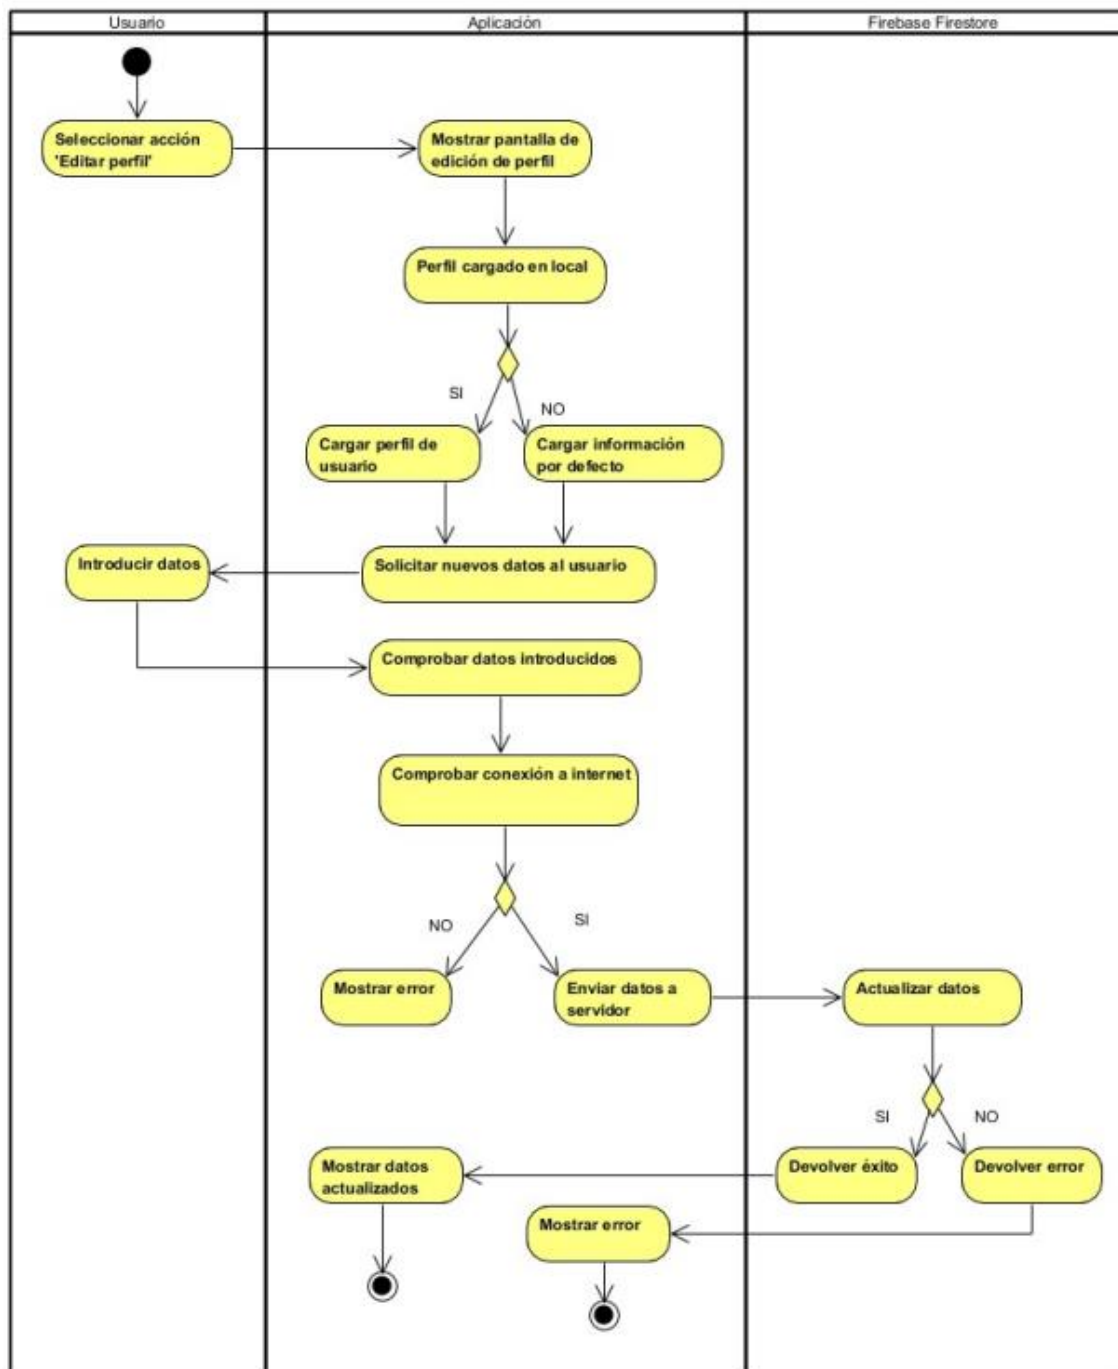 Usuario
Aplicación
Firebase Firestore
Seleccionar acción
'Editar perfil'
Mostrar pantalla de
edición de perfil
Perfil cargado en local
SI
NO
Cargar perfil de
usuario
Cargar información
por defecto
Introducir datos
Solicitar nuevos datos al usuario
Comprobar datos introducidos
Comprobar conexión a internet
NO
SI
Mostrar error
Enviar datos a
servidor
Actualizar datos
SI
NO
Mostrar datos
actualizados
Devolver éxito
Devolver error
Mostrar error